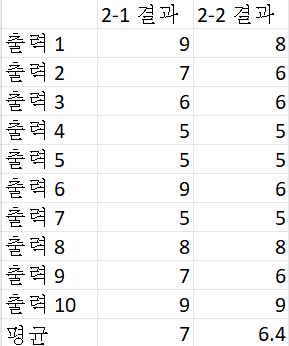 2-1 결과 2-2 결과
출력 1 9 8
출력 2 7 6
출력 3 6 6
출력 4 5 5
출력 5 5 5
출력 6 9 6
출력 7 5 5
출력 8 8 8
출력 9 7 6
출력 10 9 9
평균 7 6.4